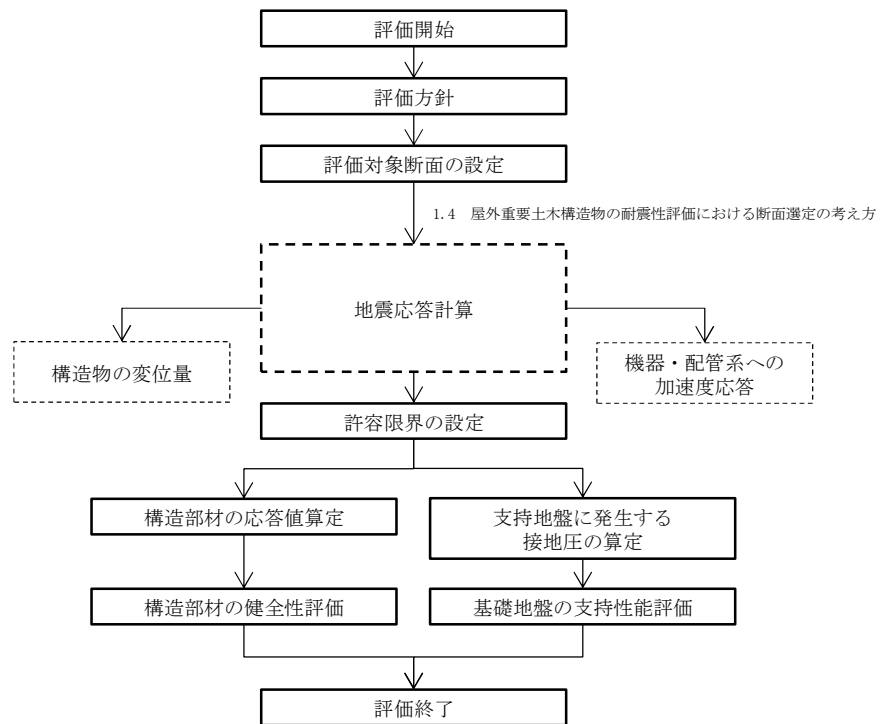 評価開始
評価方針
評価対象断面の設定
1.4 屋外重要土木構造物の耐震性評価における断面選定の考え方
地震応答計算
構造物の変位量
機器・配管系への
加速度応答
許容限界の設定
構造部材の応答値算定
支持地盤に発生する
接地圧の算定
構造部材の健全性評価
基礎地盤の支持性能評価
評価終了